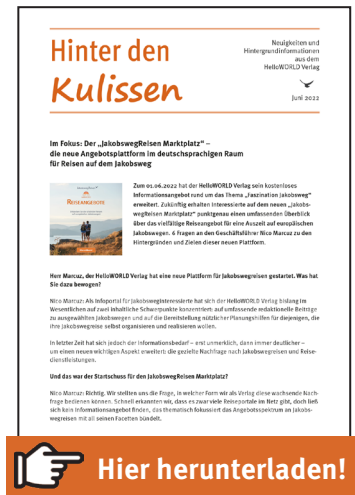 Hinter den
Kulissen
Neuigkeiten und
Hintergrundinformationen
aus dem
HelloWORLD Verlag
Juni 2022
Im Fokus: Der „JakobswegReisen Marktplatz" –
die neue Angebotsplattform im deutschsprachigen Raum
für Reisen auf dem Jakobsweg
REISEANGEBOTE
Zum 01.06.2022 hat der HelloWORLD Verlag sein kostenloses
Informationsangebot rund um das Thema „Faszination Jakobsweg"
erweitert. Zukünftig erhalten Interessierte auf dem neuen „Jakobs-
wegReisen Marktplatz" punktgenau einen umfassenden Überblick
über das vielfältige Reiseangebot für eine Auszeit auf europäischen
Jakobswegen. 6 Fragen an den Geschäftsführer Nico Marcuz zu den
Hintergründen und Zielen dieser neuen Plattform.
Herr Marcuz, der HelloWORLD Verlag hat eine neue Plattform für Jakobswegreisen gestartet. Was hat
Sie dazu bewogen?
Nico Marcuz: Als Infoportal für Jakobsweginteressierte hat sich der HelloWORLD Verlag bislang im
Wesentlichen auf zwei inhaltliche Schwerpunkte konzentriert: auf umfassende redaktionelle Beiträge
zu ausgewählten Jakobswegen und auf die Bereitstellung nützlicher Planungshilfen für diejenigen, die
ihre Jakobswegreise selbst organisieren und realisieren wollen.
In letzter Zeit hat sich jedoch der Informationsbedarf – erst unmerklich, dann immer deutlicher –
um einen neuen wichtigen Aspekt erweitert: die gezielte Nachfrage nach Jakobswegreisen und Reise-
dienstleistungen.
Und das war der Startschuss für den JakobswegReisen Marktplatz?
Nico Marcuz: Richtig. Wir stellten uns die Frage, in welcher Form wir als Verlag diese wachsende Nach-
frage bedienen können. Schnell erkannten wir, dass es zwar viele Reiseportale im Netz gibt, doch ließ
sich kein Informationsangebot finden, das thematisch fokussiert das Angebotsspektrum an Jakobs-
wegreisen mit all seinen Facetten bündelt.
Hier herunterladen!